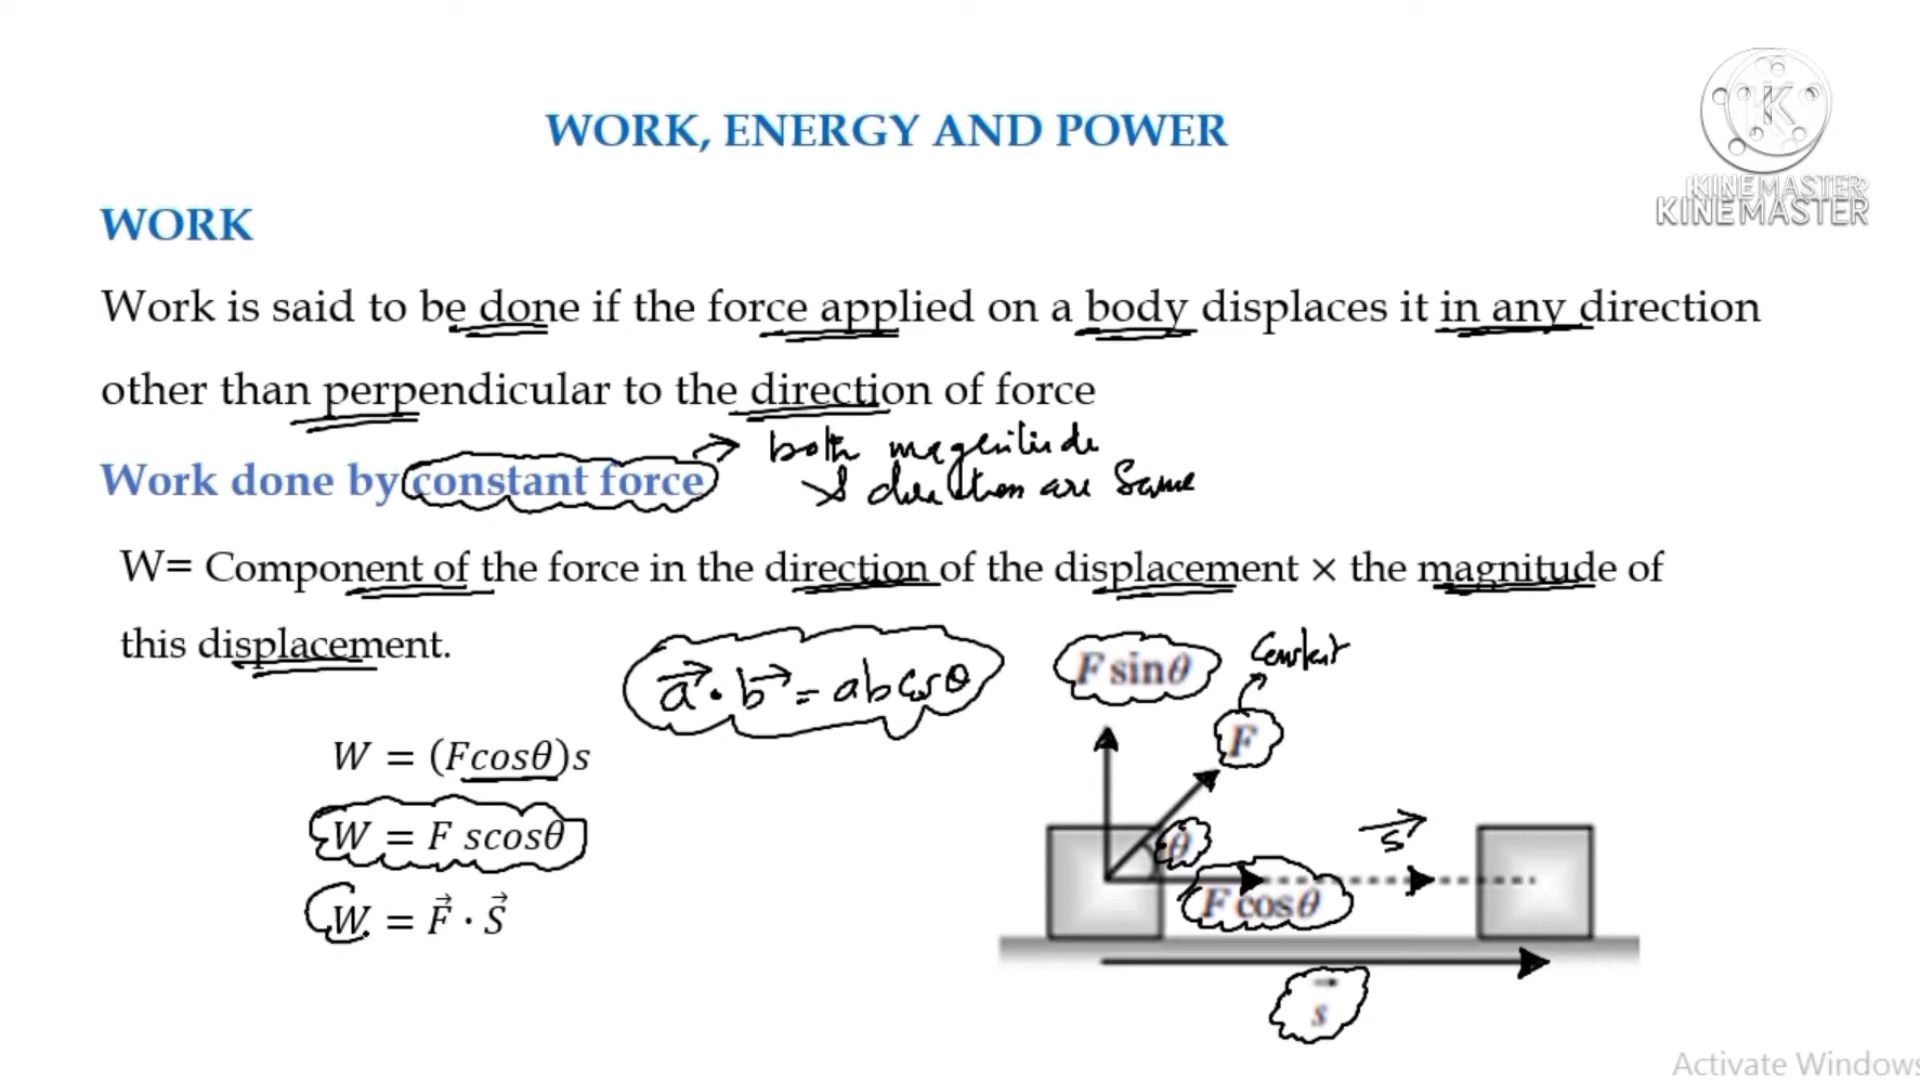 WORK, ENERGY AND POWER
KINEMASTER
KINEMASTER
WORK
Work is said to be done if the force applied on a body displaces it in any direction
other than perpendicular to the direction of force
both magnitude
Work done by constant force
& direction are Same
W= Component of the force in the direction of the displacement × the magnitude of
this displacement.
a⃗ · b⃗ = ab cos θ
F sinθ
Constant
F
W = (Fcosθ)s
W = F scosθ
θ
s⃗
F cosθ
W = F⃗ · S⃗
s⃗
Activate Windows